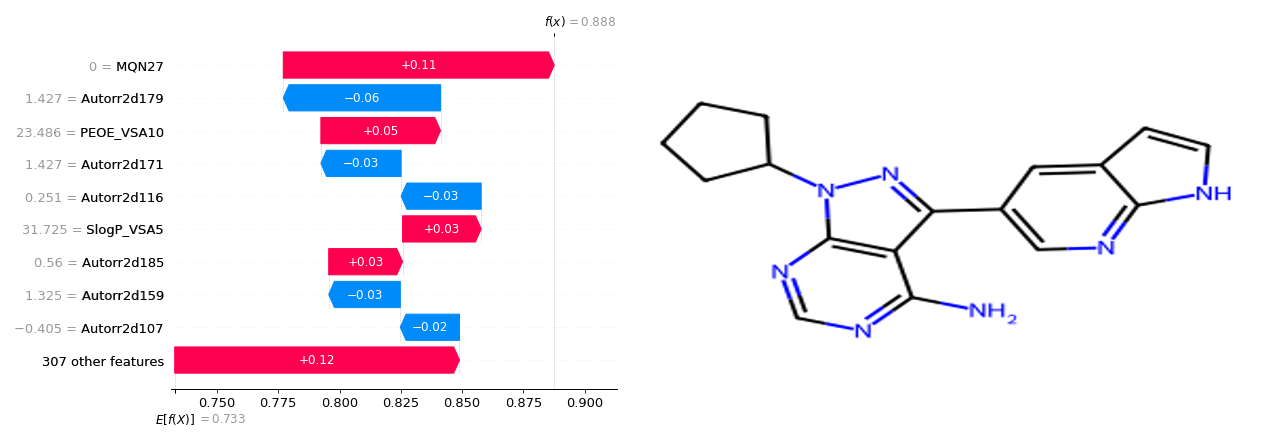 f(x) = 0.888
0 = MQN27
+0.11
1.427 = Autorr2d179
−0.06
23.486 = PEOE_VSA10
+0.05
1.427 = Autorr2d171
−0.03
0.251 = Autorr2d116
−0.03
31.725 = SlogP_VSA5
+0.03
0.56 = Autorr2d185
+0.03
1.325 = Autorr2d159
−0.03
−0.405 = Autorr2d107
−0.02
307 other features
+0.12
0.750 0.775 0.800 0.825 0.850 0.875 0.900
E[f(X)] = 0.733
N
N
N
N
NH2
N
NH